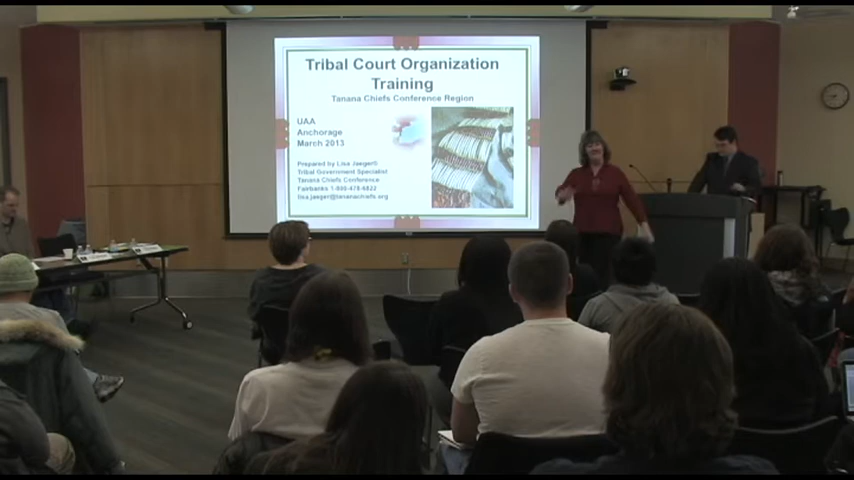 Tribal Court Organization
Training
Tanana Chiefs Conference Region
UAA
Anchorage
March 2013
Prepared by Lisa Jaeger©
Tribal Government Specialist
Tanana Chiefs Conference
Fairbanks 1-800-478-6822
lisa.jaeger@tananachiefs.org